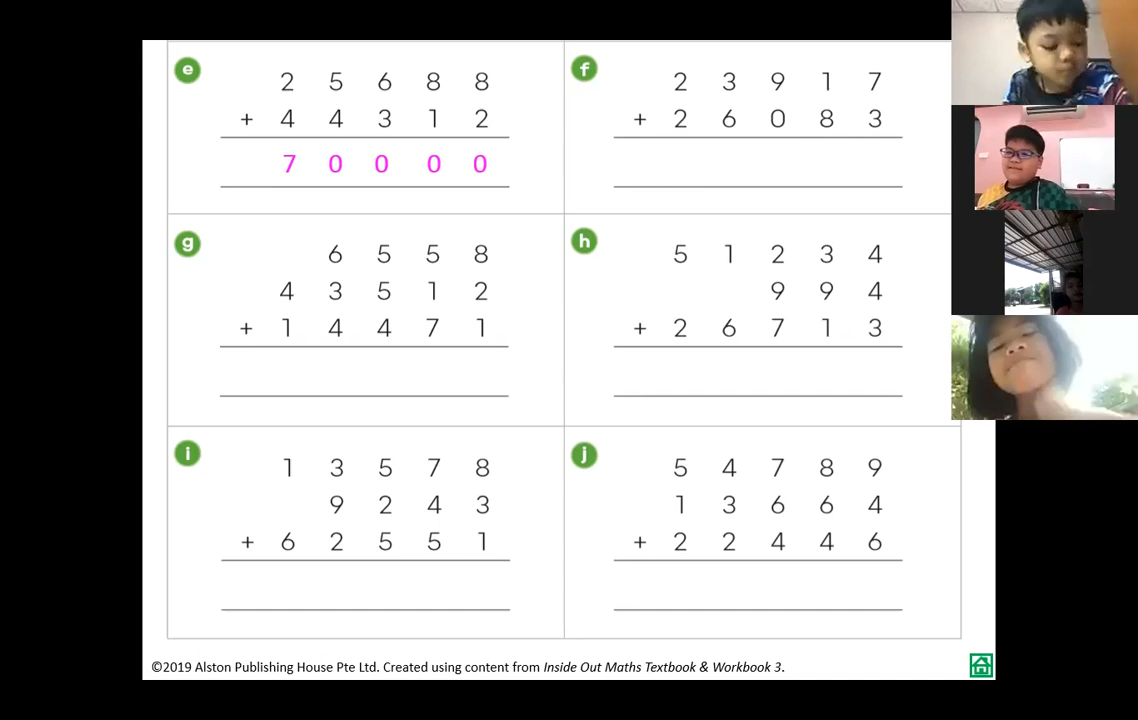 e
2 5 6 8 8
+ 4 4 3 1 2
7 0 0 0 0
f
2 3 9 1 7
+ 2 6 0 8 3
g
6 5 5 8
4 3 5 1 2
+ 1 4 4 7 1
h
5 1 2 3 4
9 9 4
+ 2 6 7 1 3
i
1 3 5 7 8
9 2 4 3
+ 6 2 5 5 1
j
5 4 7 8 9
1 3 6 6 4
+ 2 2 4 4 6
©2019 Alston Publishing House Pte Ltd. Created using content from Inside Out Maths Textbook & Workbook 3.